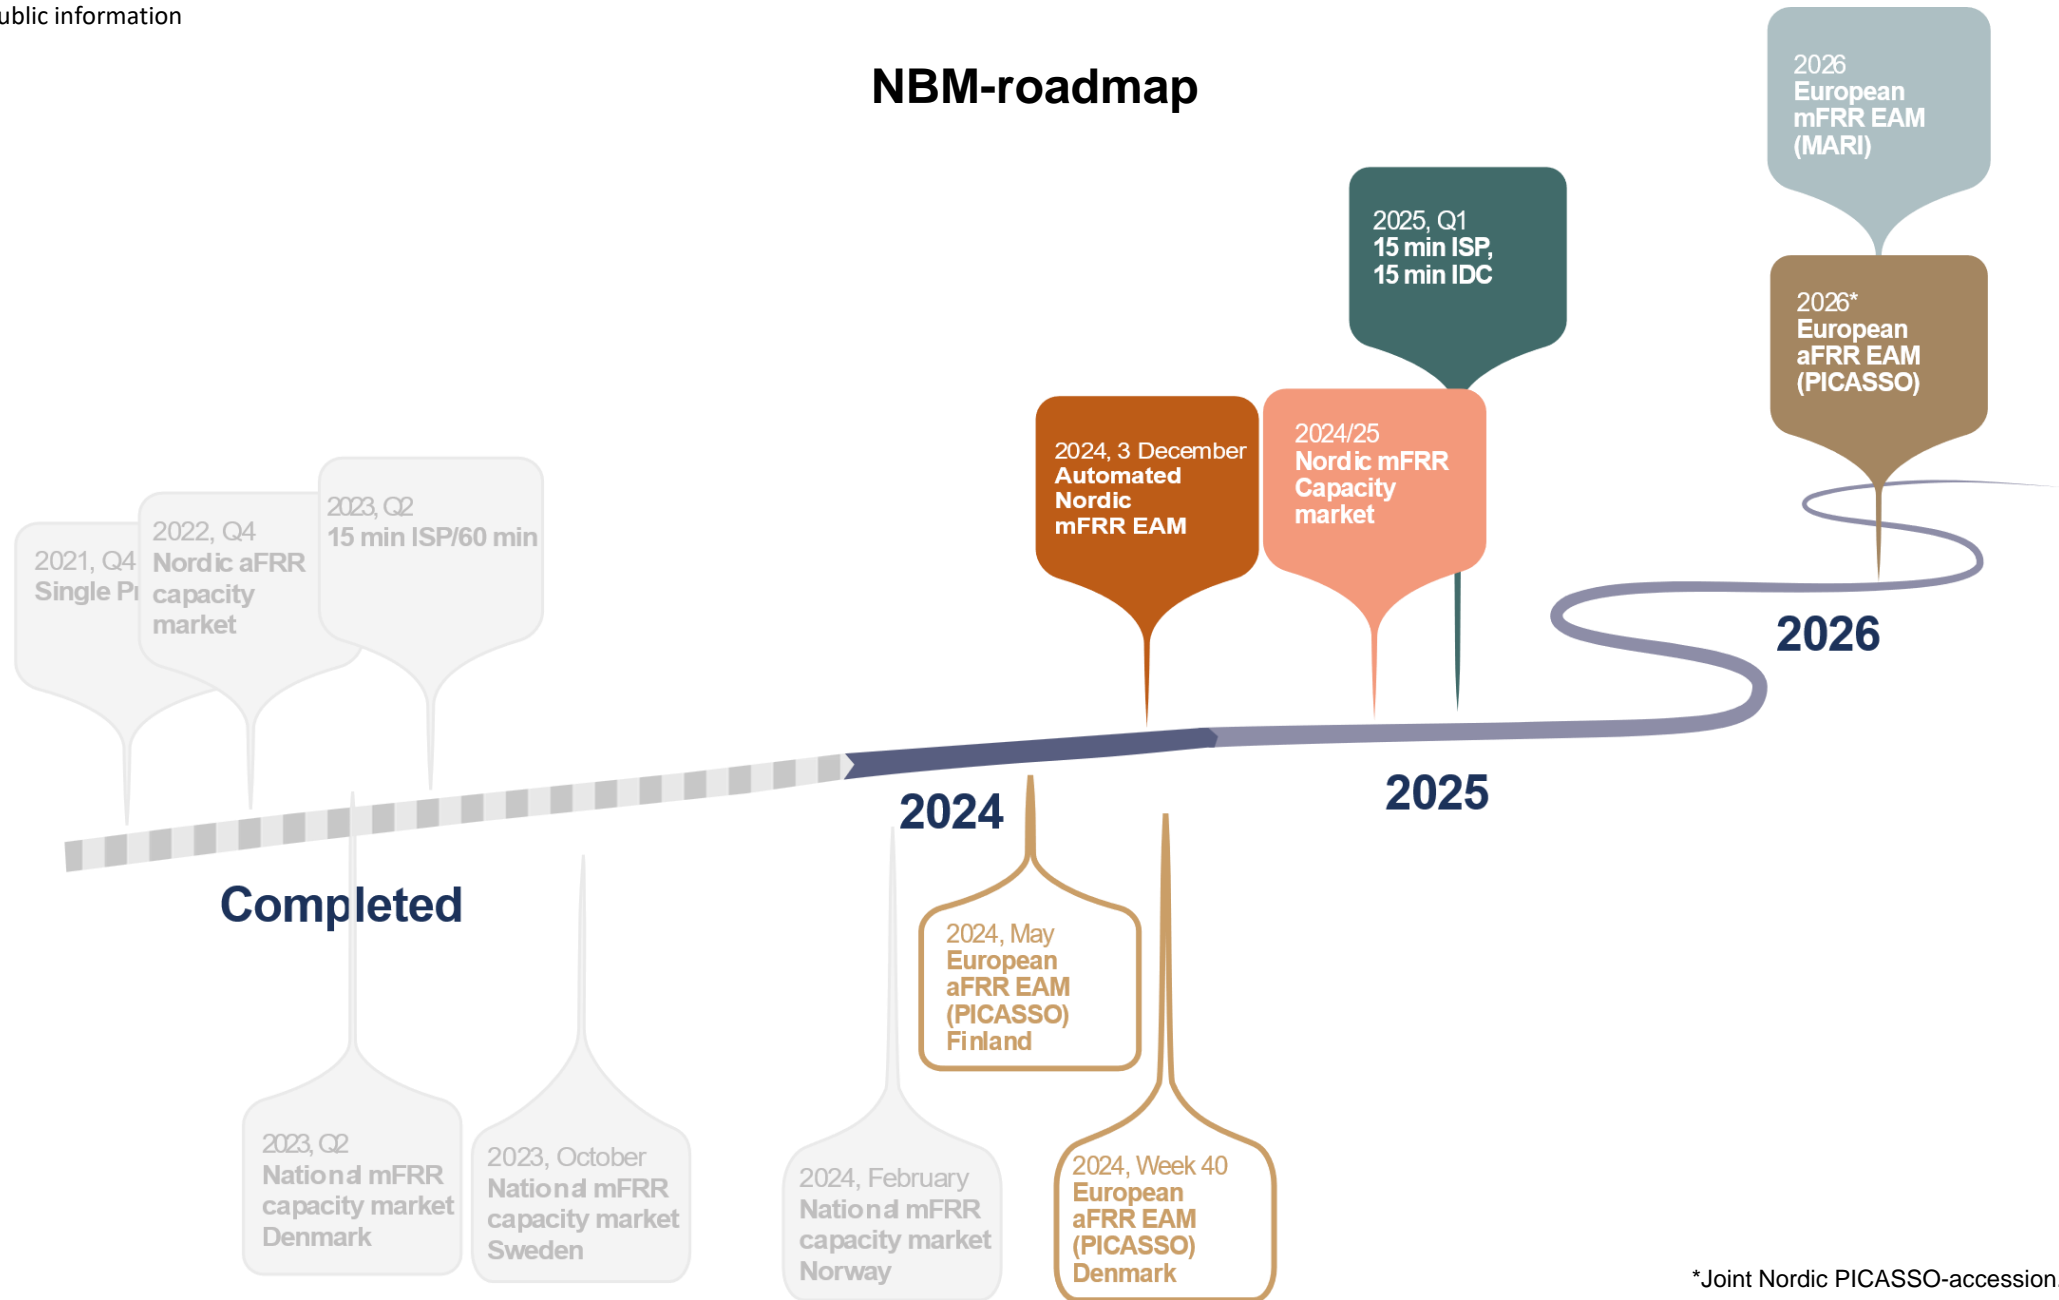 ublic information
NBM-roadmap
2026
European
mFRR EAM
(MARI)
2025, Q1
15 min ISP,
15 min IDC
2026*
European
aFRR EAM
(PICASSO)
2024, 3 December
Automated
Nordic
mFRR EAM
2024/25
Nordic mFRR
Capacity
market
2021, Q4
Single
2022, Q4
Nordic aFRR
capacity
market
2023, Q2
15 min ISP/60 min
2026
2025
2024
Completed
2024, May
European
aFRR EAM
(PICASSO)
Finland
2023, Q2
National mFRR
capacity market
Denmark
2023, October
National mFRR
capacity market
Sweden
2024, February
National mFRR
capacity market
Norway
2024, Week 40
European
aFRR EAM
(PICASSO)
Denmark
*Joint Nordic PICASSO-accession.